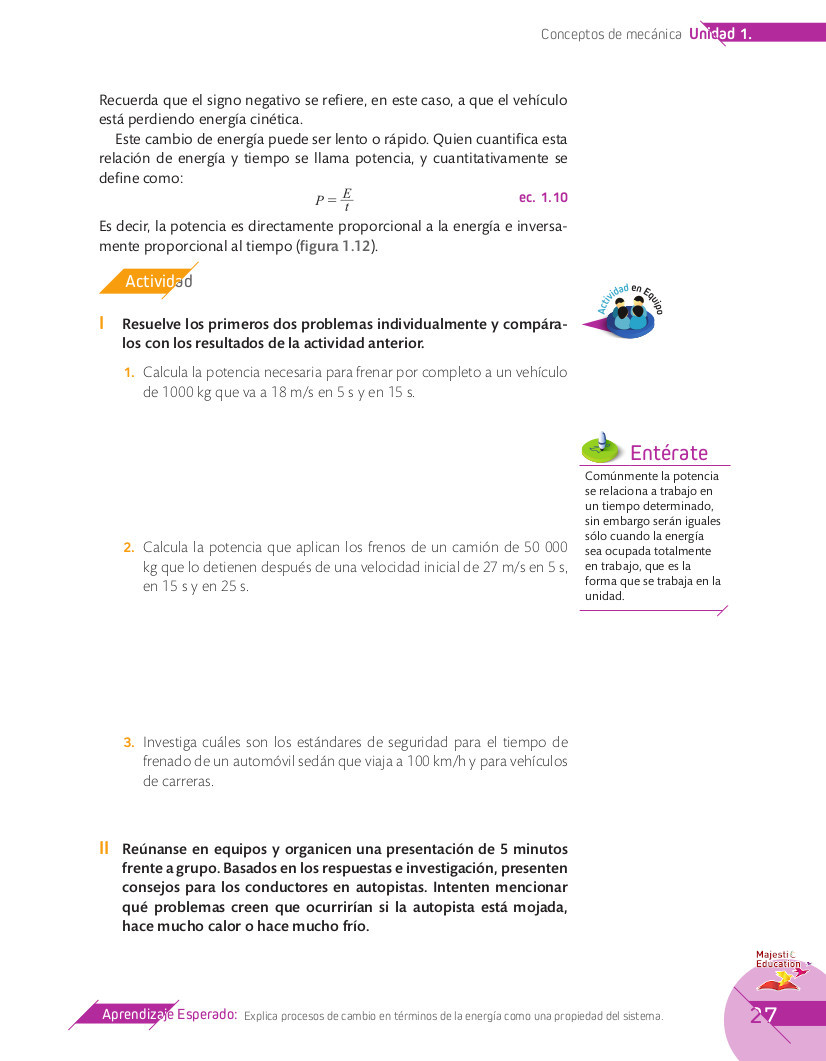 Conceptos de mecánica Unidad 1.
Recuerda que el signo negativo se refiere, en este caso, a que el vehículo
está perdiendo energía cinética.
Este cambio de energía puede ser lento o rápido. Quien cuantifica esta
relación de energía y tiempo se llama potencia, y cuantitativamente se
define como:
P = E/t ec. 1.10
Es decir, la potencia es directamente proporcional a la energía e inversa-
mente proporcional al tiempo (figura 1.12).
Actividad
Actividad en Equipo
I Resuelve los primeros dos problemas individualmente y compára-
los con los resultados de la actividad anterior.
1. Calcula la potencia necesaria para frenar por completo a un vehículo
de 1000 kg que va a 18 m/s en 5 s y en 15 s.
Entérate
Comúnmente la potencia
se relaciona a trabajo en
un tiempo determinado,
sin embargo serán iguales
sólo cuando la energía
sea ocupada totalmente
en trabajo, que es la
forma que se trabaja en la
unidad.
2. Calcula la potencia que aplican los frenos de un camión de 50 000
kg que lo detienen después de una velocidad inicial de 27 m/s en 5 s,
en 15 s y en 25 s.
3. Investiga cuáles son los estándares de seguridad para el tiempo de
frenado de un automóvil sedán que viaja a 100 km/h y para vehículos
de carreras.
II Reúnanse en equipos y organicen una presentación de 5 minutos
frente a grupo. Basados en los respuestas e investigación, presenten
consejos para los conductores en autopistas. Intenten mencionar
qué problemas creen que ocurrirían si la autopista está mojada,
hace mucho calor o hace mucho frío.
Majestic
Education
Aprendizaje Esperado: Explica procesos de cambio en términos de la energía como una propiedad del sistema.
27